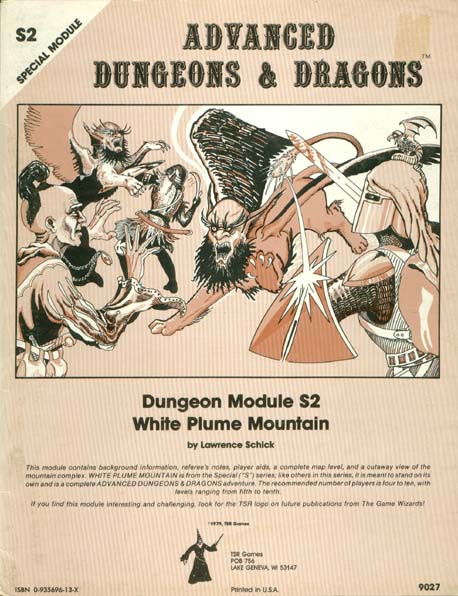 S2
SPECIAL MODULE
ADVANCED
DUNGEONS & DRAGONS™
Dungeon Module S2
White Plume Mountain
by Lawrence Schick
This module contains background information, referee's notes, player aids, a complete map level, and a cutaway view of the
mountain complex. WHITE PLUME MOUNTAIN is from the Special ("S") series; like others in this series, it is meant to stand on its
own and is a complete ADVANCED DUNGEONS & DRAGONS adventure. The recommended number of players is four to ten, with
levels ranging from fifth to tenth.
If you find this module interesting and challenging, look for the TSR logo on future publications from The Game Wizards!
©1979, TSR Games
TSR Games
POB 756
LAKE GENEVA, WI 53147
ISBN 0-935696-13-X
Printed in U.S.A.
9027